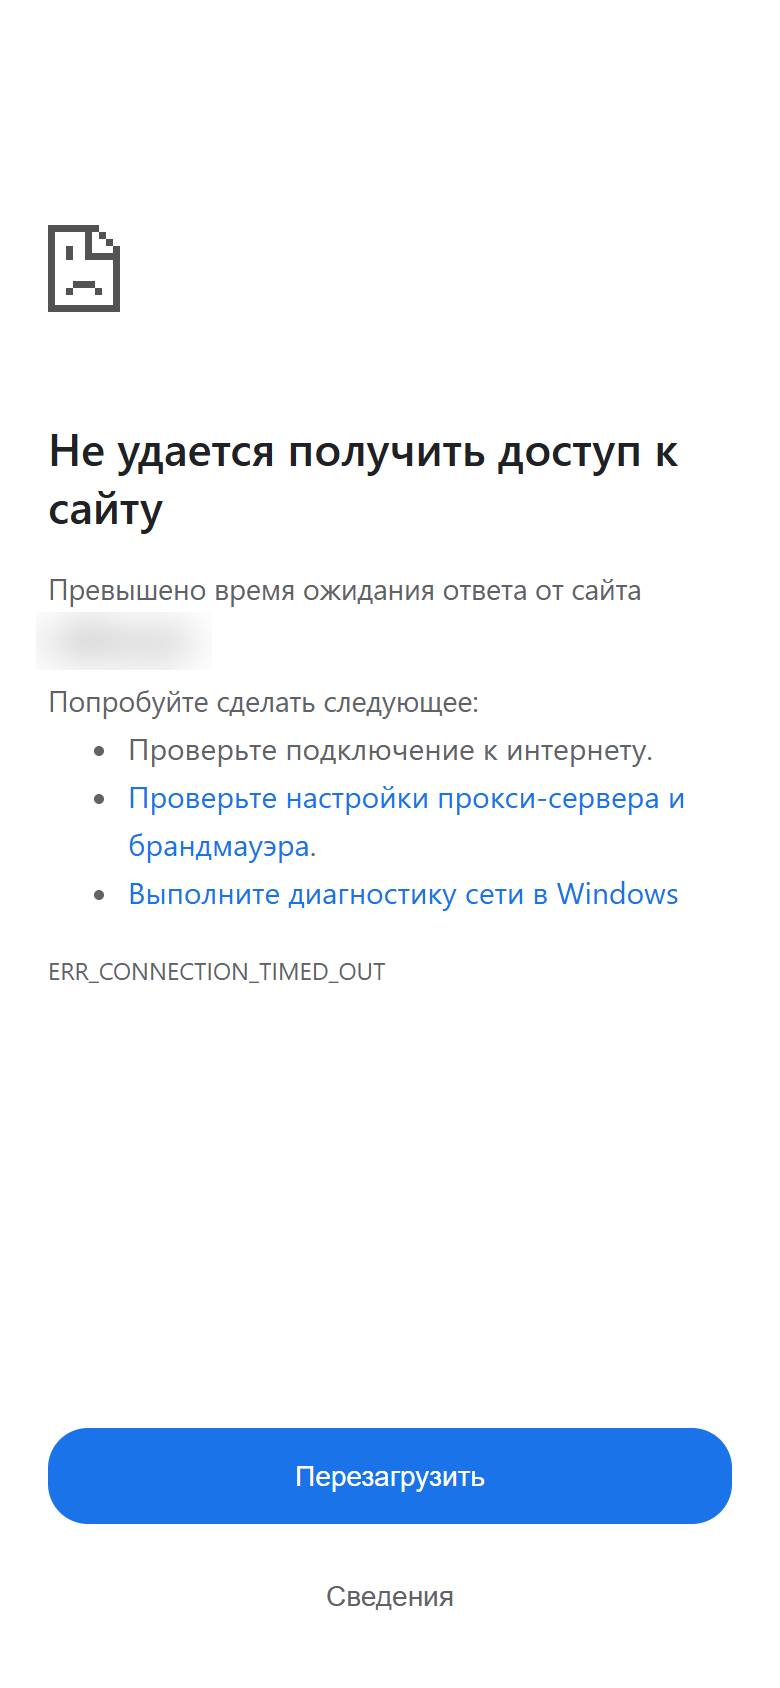 Не удается получить доступ к
сайту
Превышено время ожидания ответа от сайта
Попробуйте сделать следующее:
• Проверьте подключение к интернету.
• Проверьте настройки прокси-сервера и
брандмауэра.
• Выполните диагностику сети в Windows
ERR_CONNECTION_TIMED_OUT
Перезагрузить
Сведения